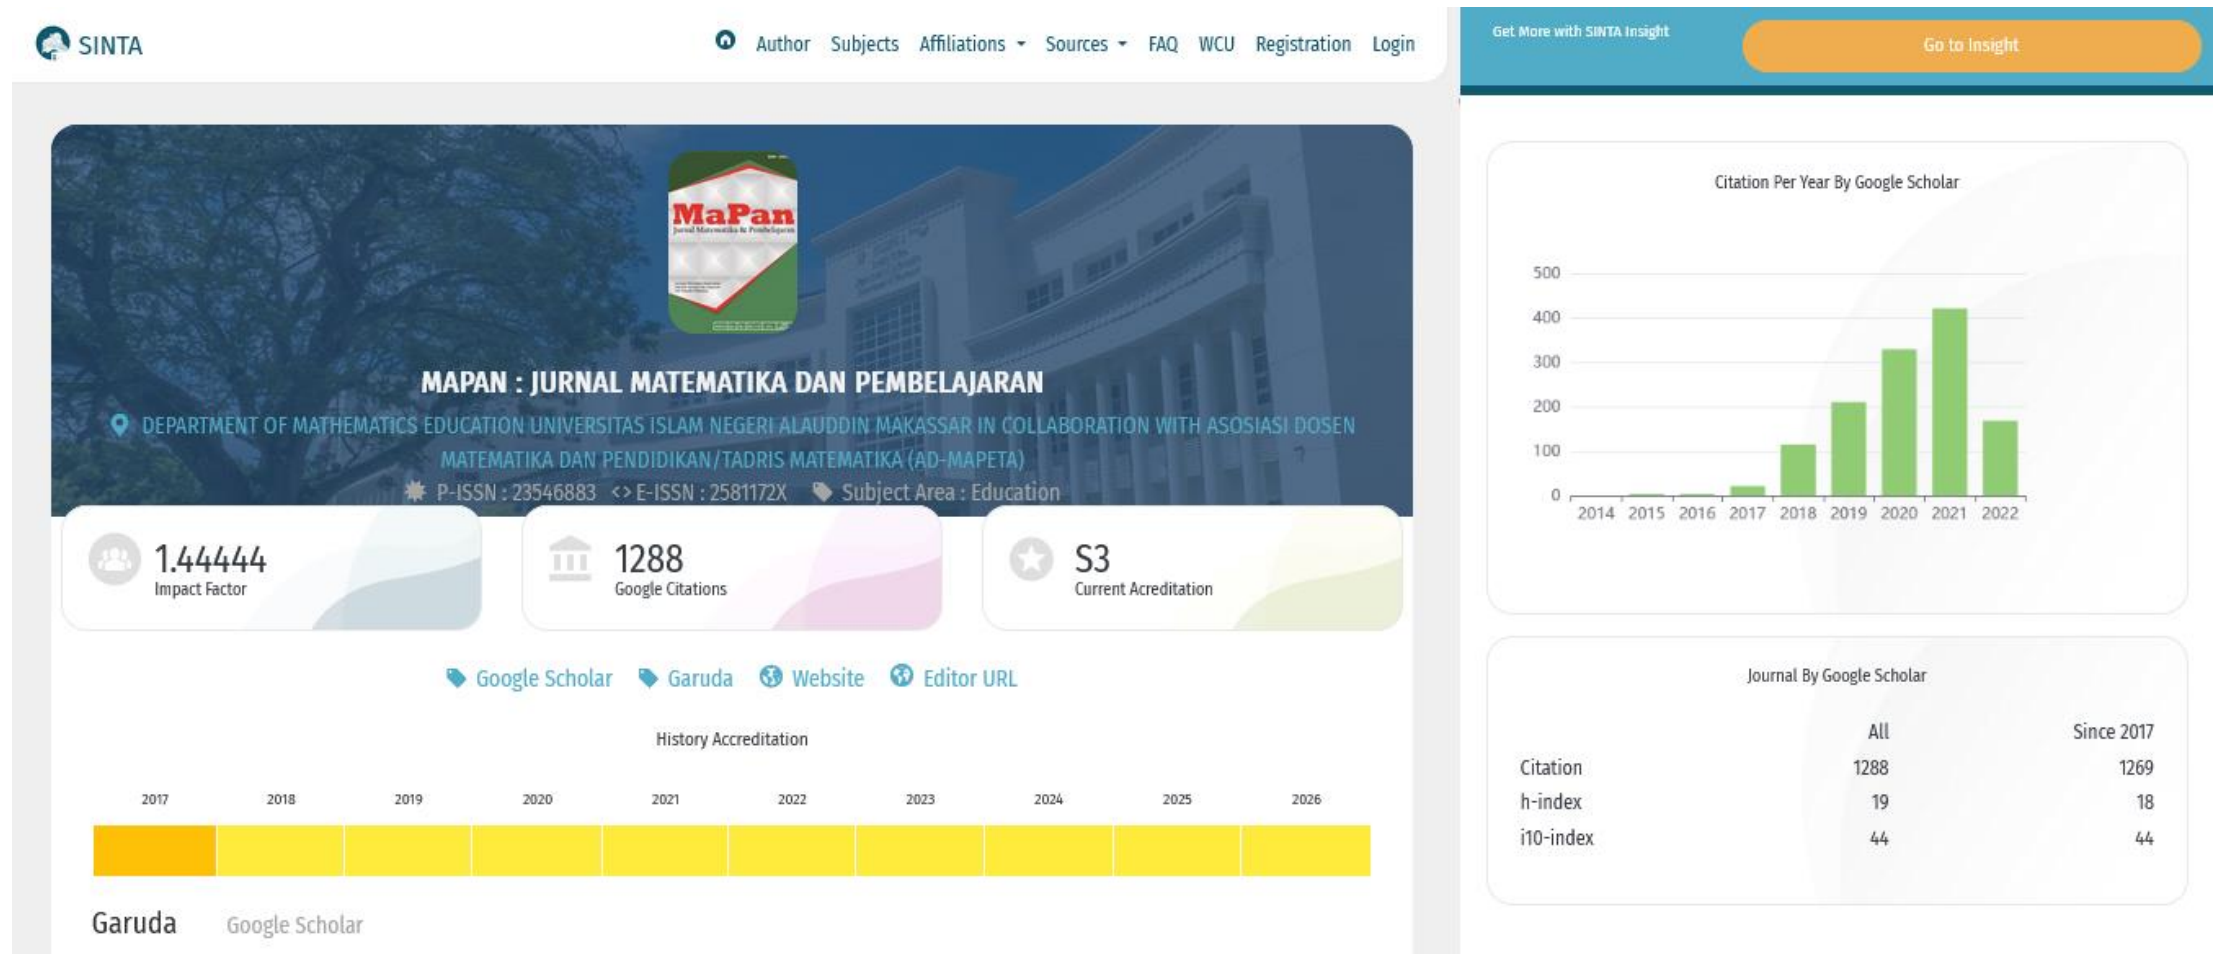 SINTA
Author Subjects Affiliations Sources FAQ WCU Registration Login
Get More with SINTA Insight
Go to Insight
MaPan
Jurnal Matematika & Pembelajaran
MAPAN : JURNAL MATEMATIKA DAN PEMBELAJARAN
DEPARTMENT OF MATHEMATICS EDUCATION UNIVERSITAS ISLAM NEGERI ALAUDDIN MAKASSAR IN COLLABORATION WITH ASOSIASI DOSEN
MATEMATIKA DAN PENDIDIKAN/TADRIS MATEMATIKA (AD-MAPETA)
P-ISSN : 23546883 <> E-ISSN : 2581172X Subject Area : Education
1.44444
Impact Factor
1288
Google Citations
S3
Current Acreditation
Google Scholar Garuda Website Editor URL
History Accreditation
2017 2018 2019 2020 2021 2022 2023 2024 2025 2026
Garuda Google Scholar
Citation Per Year By Google Scholar
500
400
300
200
100
0
2014 2015 2016 2017 2018 2019 2020 2021 2022
Journal By Google Scholar
All Since 2017
Citation 1288 1269
h-index 19 18
i10-index 44 44